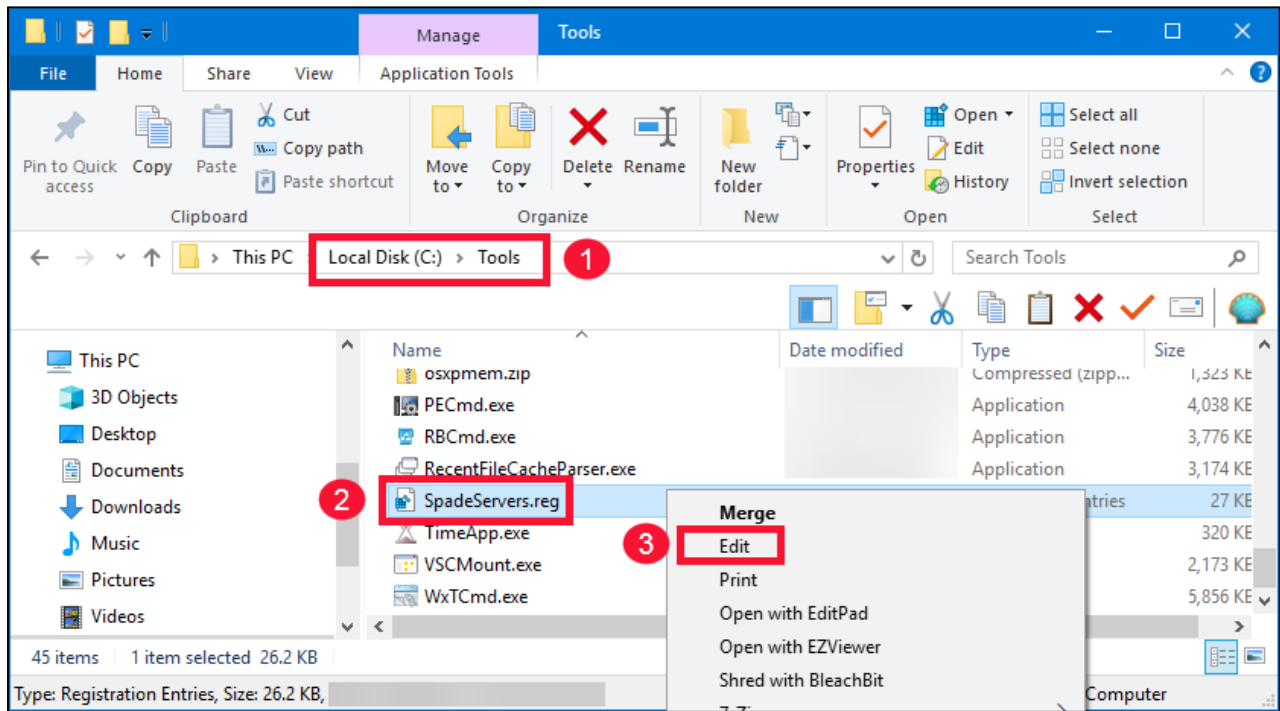 Manage
Tools
File
Home
Share
View
Application Tools
Pin to Quick access
Copy
Paste
Cut
Copy path
Paste shortcut
Move to
Copy to
Delete
Rename
New folder
Properties
Open
Edit
History
Select all
Select none
Invert selection
Clipboard
Organize
New
Open
Select
This PC
Local Disk (C:) > Tools
1
Search Tools
This PC
3D Objects
Desktop
Documents
Downloads
Music
Pictures
Videos
Name
Date modified
Type
Size
osxpmem.zip Compressed (zipp... 1,323 KB
PECmd.exe Application 4,038 KB
RBCmd.exe Application 3,776 KB
RecentFileCacheParser.exe Application 3,174 KB
2
SpadeServers.reg 27 KB
TimeApp.exe 320 KB
VSCMount.exe 2,173 KB
WxTCmd.exe 5,856 KB
Merge
3
Edit
Print
Open with EditPad
Open with EZViewer
Shred with BleachBit
45 items 1 item selected 26.2 KB
Type: Registration Entries, Size: 26.2 KB,
Computer